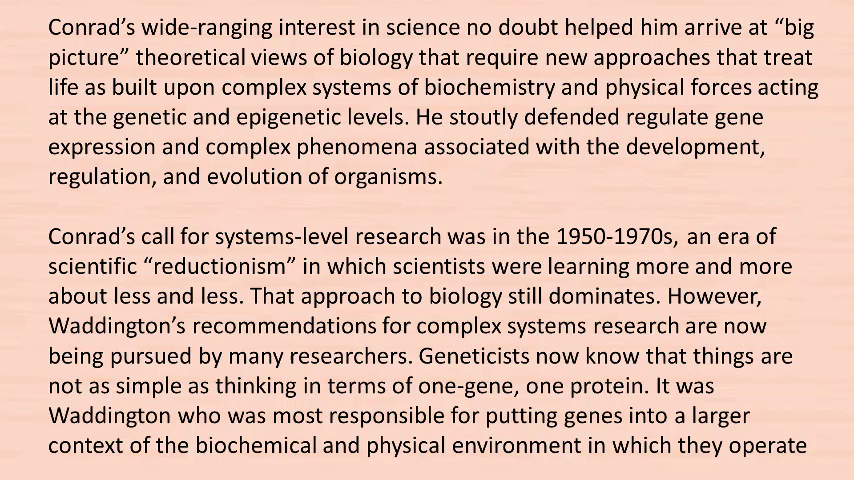 Conrad’s wide-ranging interest in science no doubt helped him arrive at “big
picture” theoretical views of biology that require new approaches that treat
life as built upon complex systems of biochemistry and physical forces acting
at the genetic and epigenetic levels. He stoutly defended regulate gene
expression and complex phenomena associated with the development,
regulation, and evolution of organisms.
Conrad’s call for systems-level research was in the 1950-1970s, an era of
scientific “reductionism” in which scientists were learning more and more
about less and less. That approach to biology still dominates. However,
Waddington’s recommendations for complex systems research are now
being pursued by many researchers. Geneticists now know that things are
not as simple as thinking in terms of one-gene, one protein. It was
Waddington who was most responsible for putting genes into a larger
context of the biochemical and physical environment in which they operate